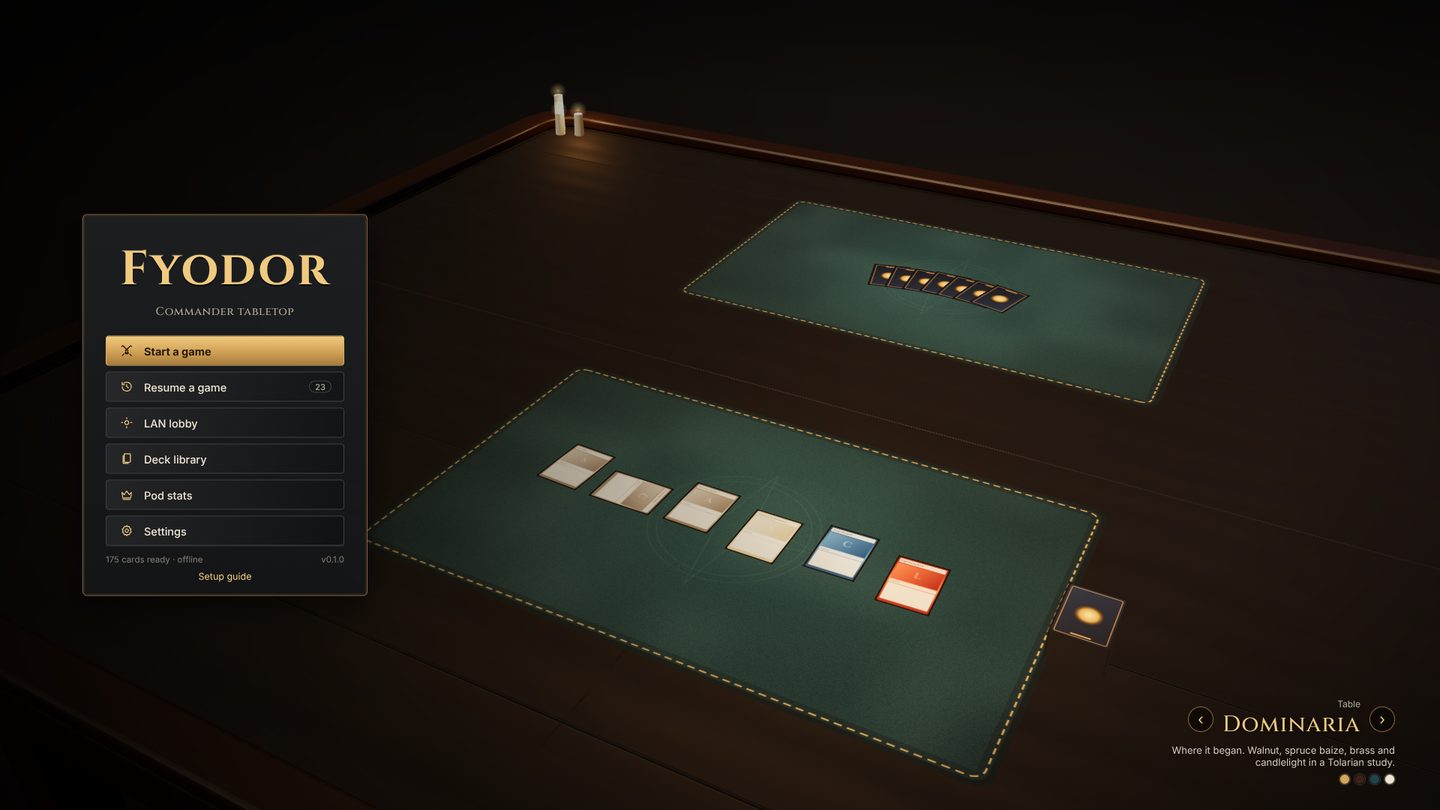 Fyodor
Commander tabletop
Start a game
Resume a game 23
LAN lobby
Deck library
Pod stats
Settings
175 cards ready · offline v0.1.0
Setup guide
C
L
Table
Dominaria
Where it began. Walnut, spruce baize, brass and
candlelight in a Tolarian study.